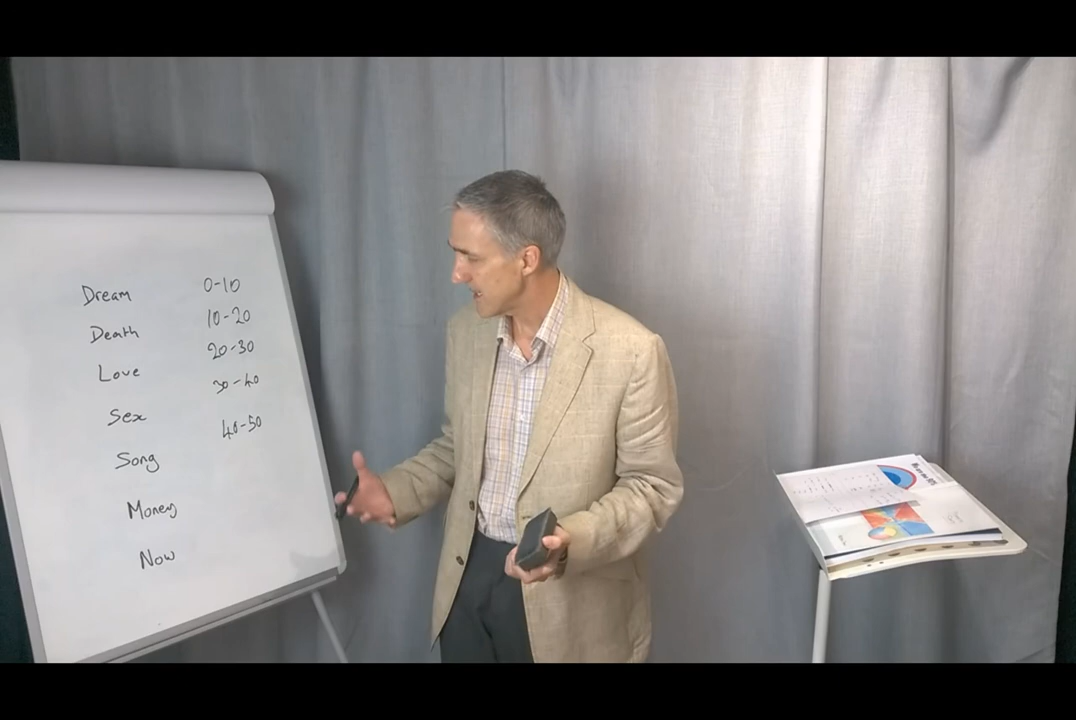 Dream 0-10
Death 10-20
Love 20-30
Sex 30-40
Song 40-50
Money
Now